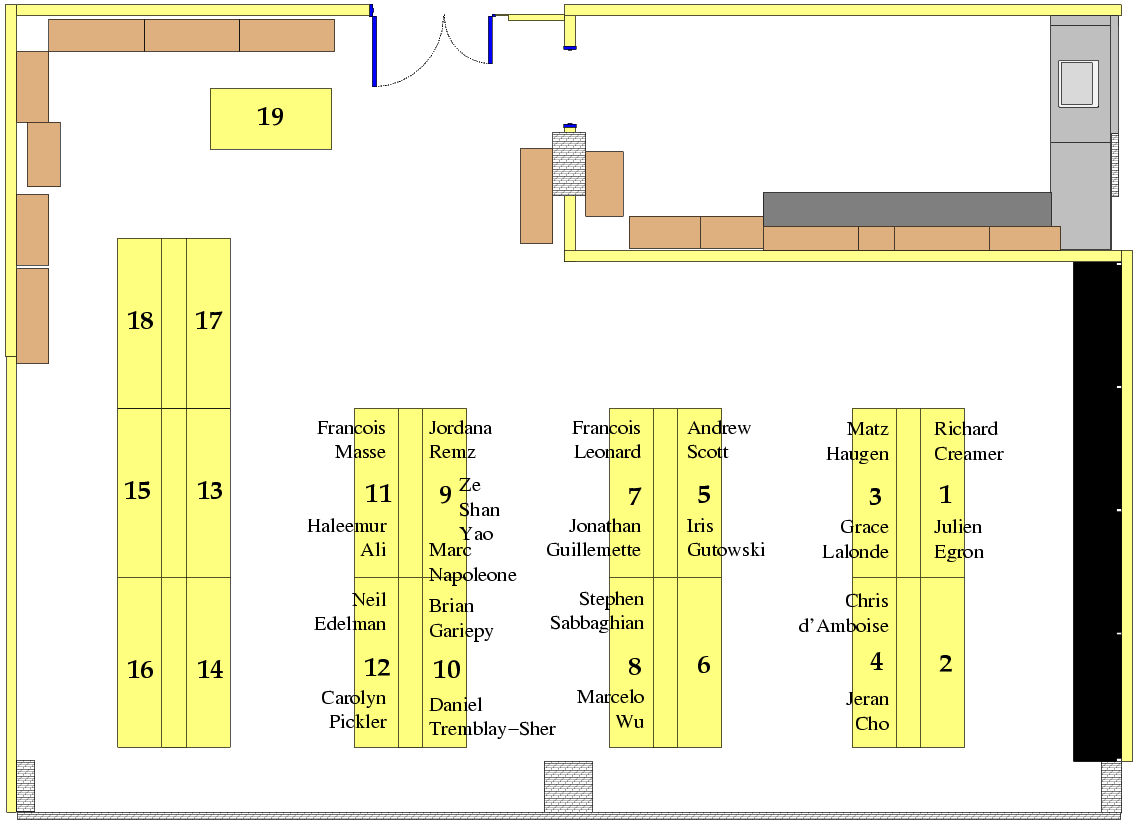 19
18
17
15
13
16
14
Francois
Masse
11
Haleemur
Ali
Jordana
Remz
9
Ze
Shan
Yao
Marc
Napoleone
Neil
Edelman
12
Carolyn
Pickler
Brian
Gariepy
10
Daniel
Tremblay−Sher
Francois
Leonard
7
Jonathan
Guillemette
Andrew
Scott
5
Iris
Gutowski
Stephen
Sabbaghian
8
Marcelo
Wu
6
Matz
Haugen
3
Grace
Lalonde
Richard
Creamer
1
Julien
Egron
Chris
d'Amboise
4
Jeran
Cho
2